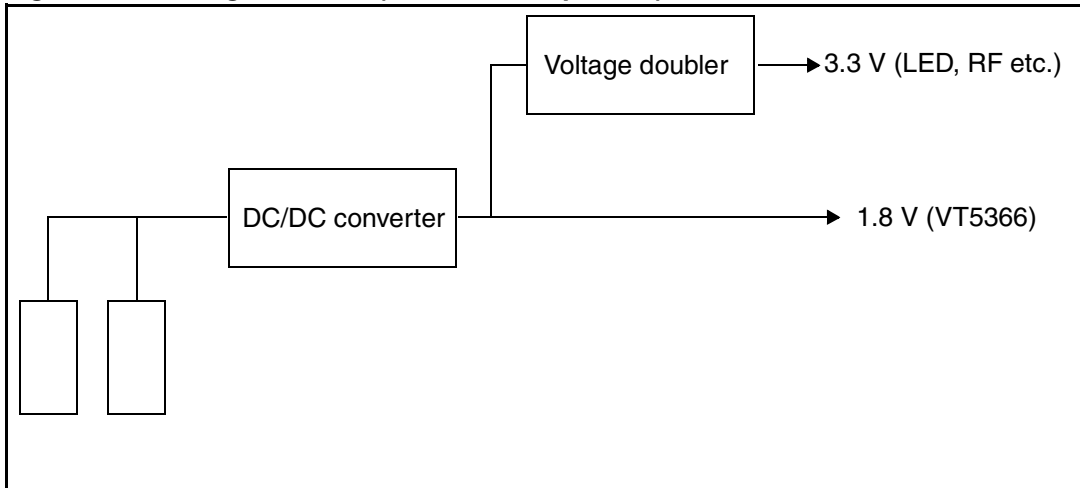 Voltage doubler
3.3 V (LED, RF etc.)
DC/DC converter
1.8 V (VT5366)